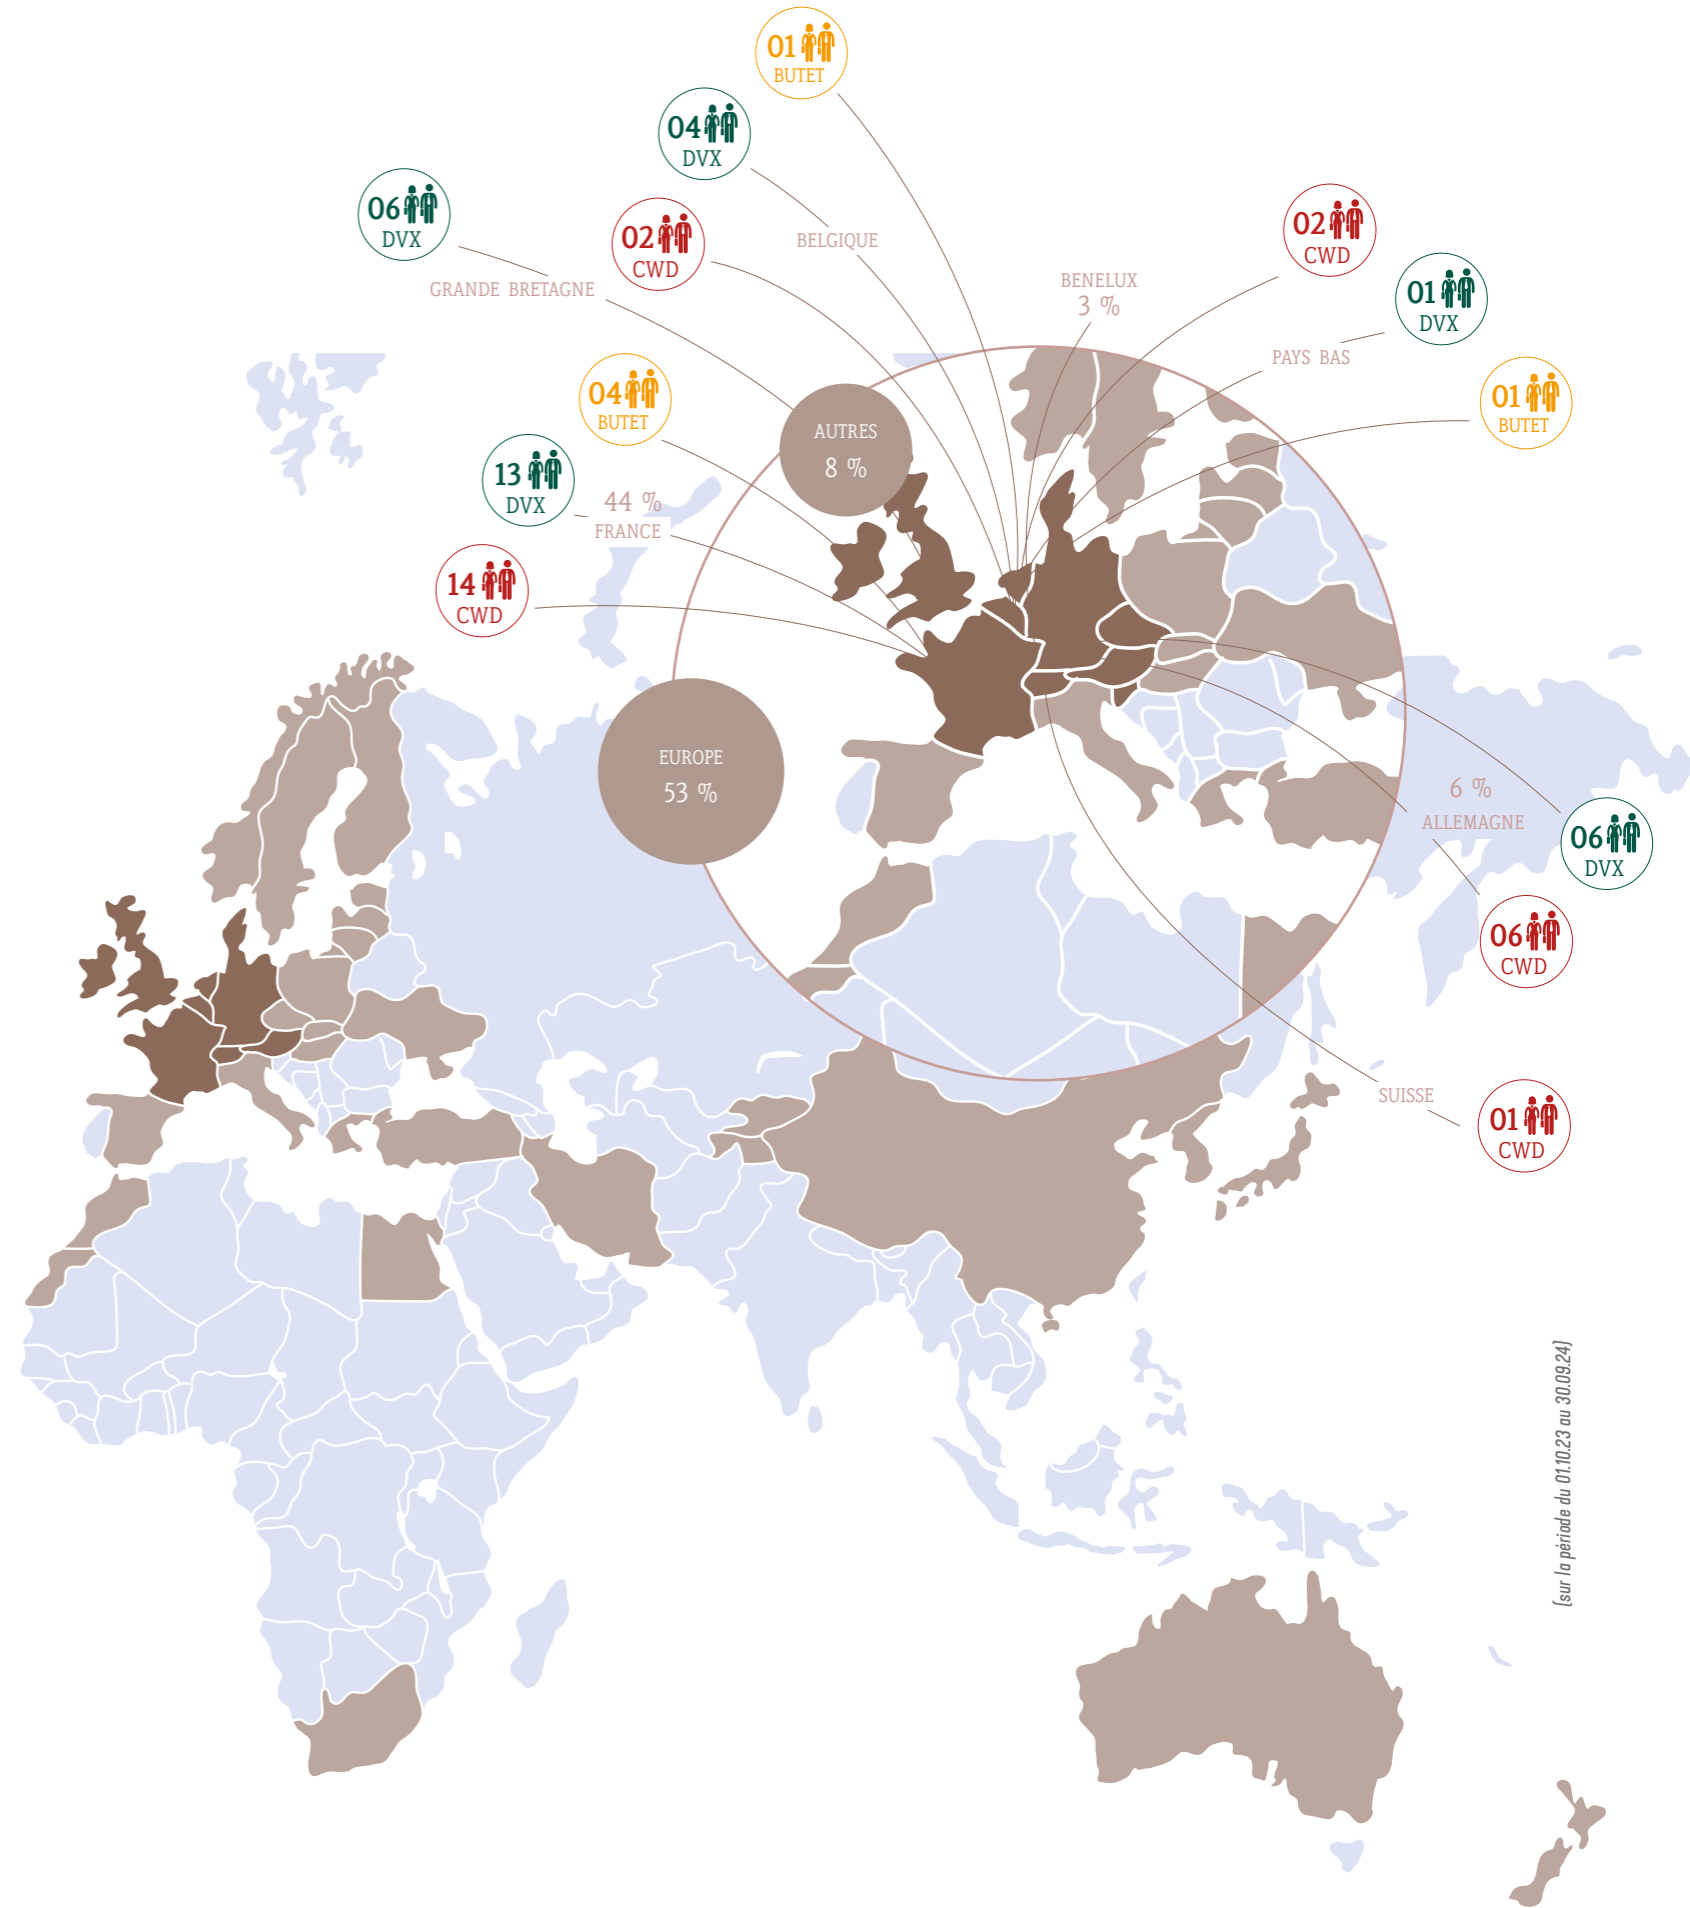 01
BUTET
04
DVX
06
DVX
02
CWD
BELGIQUE
GRANDE BRETAGNE
BENELUX
3 %
02
CWD
01
DVX
PAYS BAS
01
BUTET
04
BUTET
AUTRES
8 %
13
DVX
44 %
FRANCE
14
CWD
EUROPE
53 %
6 %
ALLEMAGNE
06
DVX
06
CWD
SUISSE
01
CWD
(sur la période du 01.10.23 au 30.09.24)